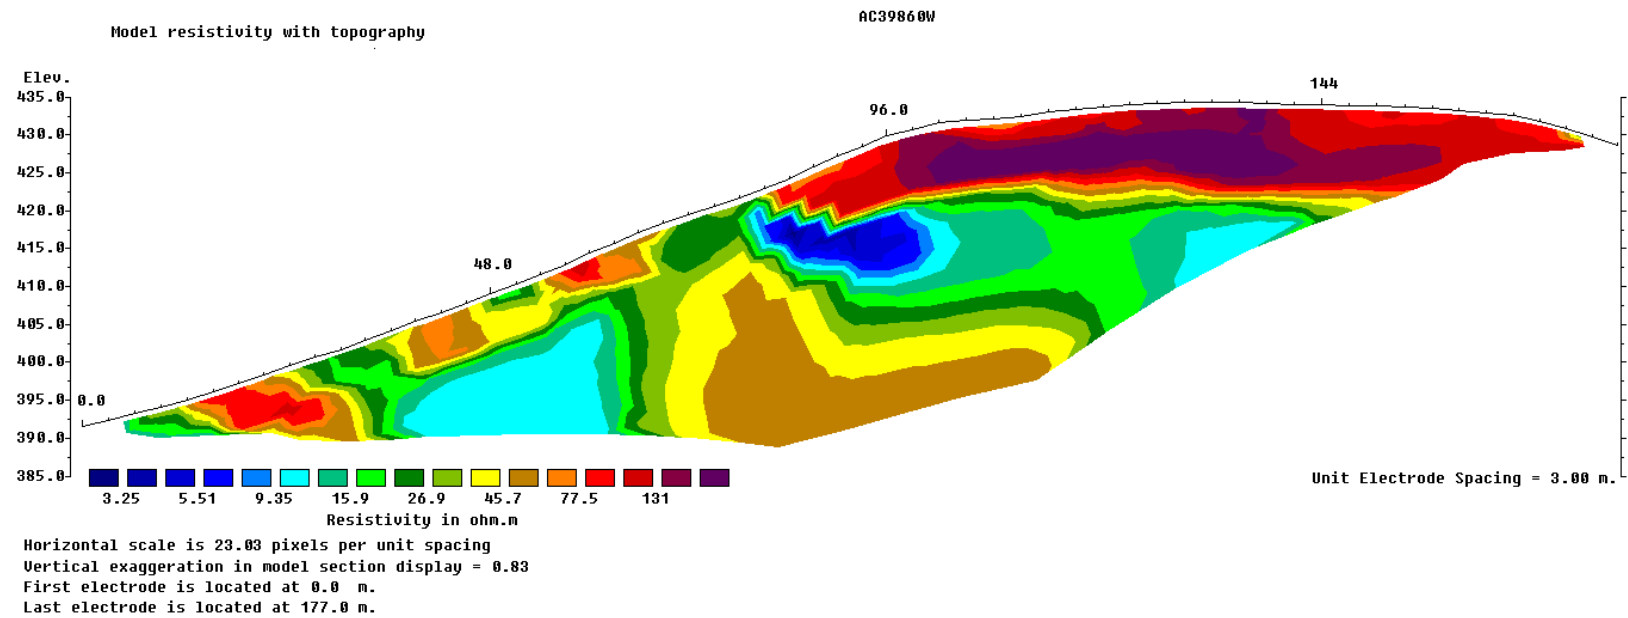 AC39860W
Model resistivity with topography
Elev.
435.0
144
96.0
430.0
425.0
420.0
415.0
48.0
410.0
405.0
400.0
395.0
0.0
390.0
385.0
3.25 5.51 9.35 15.9 26.9 45.7 77.5 131
Unit Electrode Spacing = 3.00 m.
Resistivity in ohm.m
Horizontal scale is 23.03 pixels per unit spacing
Vertical exaggeration in model section display = 0.83
First electrode is located at 0.0 m.
Last electrode is located at 177.0 m.